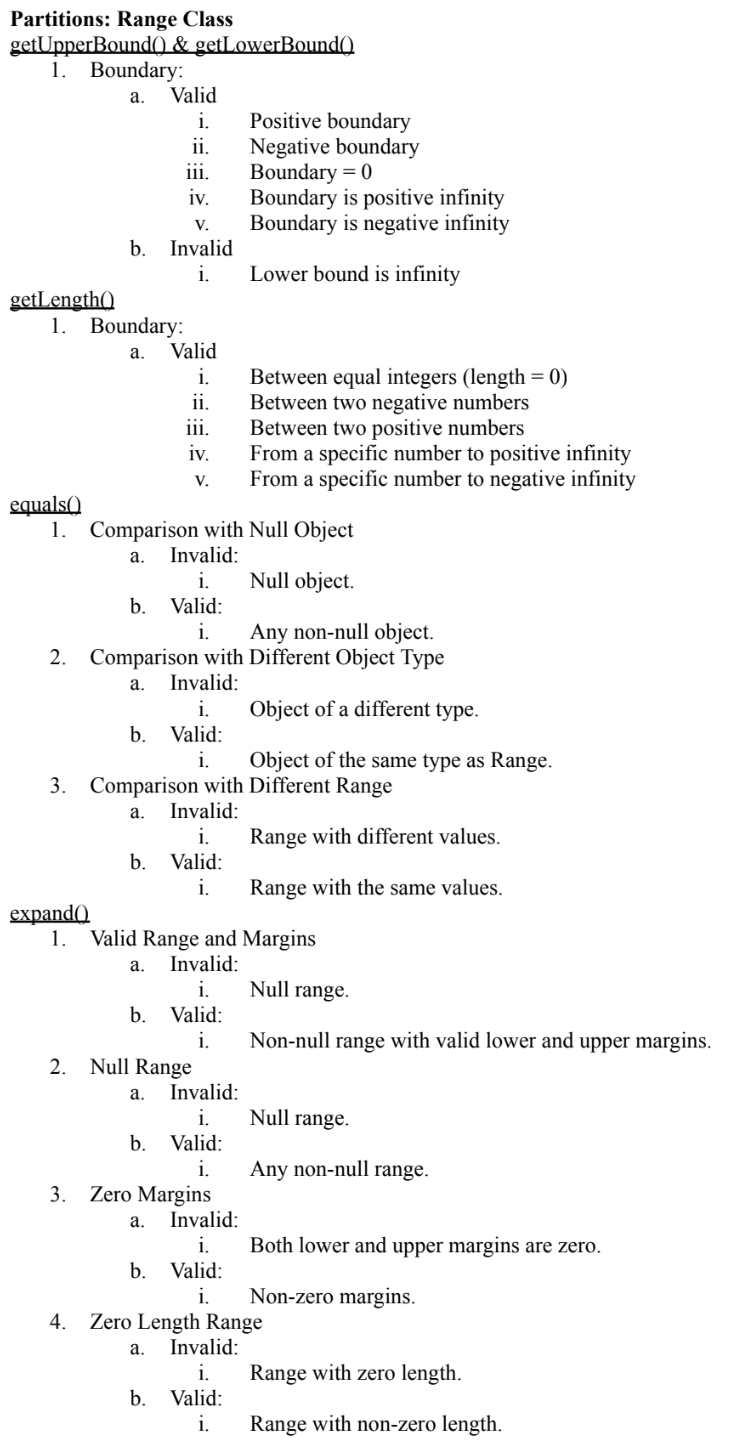 Partitions: Range Class
getUpperBound() & getLowerBound()
1. Boundary:
a. Valid
i. Positive boundary
ii. Negative boundary
iii. Boundary = 0
iv. Boundary is positive infinity
v. Boundary is negative infinity
b. Invalid
i. Lower bound is infinity
getLength()
1. Boundary:
a. Valid
i. Between equal integers (length = 0)
ii. Between two negative numbers
iii. Between two positive numbers
iv. From a specific number to positive infinity
v. From a specific number to negative infinity
equals()
1. Comparison with Null Object
a. Invalid:
i. Null object.
b. Valid:
i. Any non-null object.
2. Comparison with Different Object Type
a. Invalid:
i. Object of a different type.
b. Valid:
i. Object of the same type as Range.
3. Comparison with Different Range
a. Invalid:
i. Range with different values.
b. Valid:
i. Range with the same values.
expand()
1. Valid Range and Margins
a. Invalid:
i. Null range.
b. Valid:
i. Non-null range with valid lower and upper margins.
2. Null Range
a. Invalid:
i. Null range.
b. Valid:
i. Any non-null range.
3. Zero Margins
a. Invalid:
i. Both lower and upper margins are zero.
b. Valid:
i. Non-zero margins.
4. Zero Length Range
a. Invalid:
i. Range with zero length.
b. Valid:
i. Range with non-zero length.